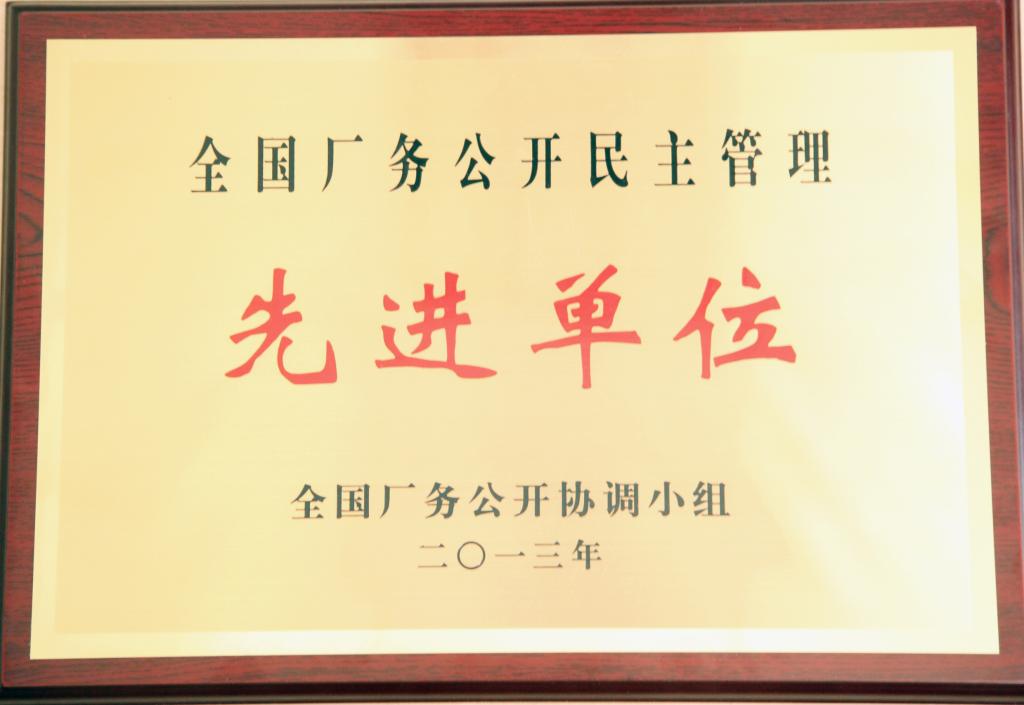 全国厂务公开民主管理
先进单位
全国厂务公开协调小组
二〇一三年